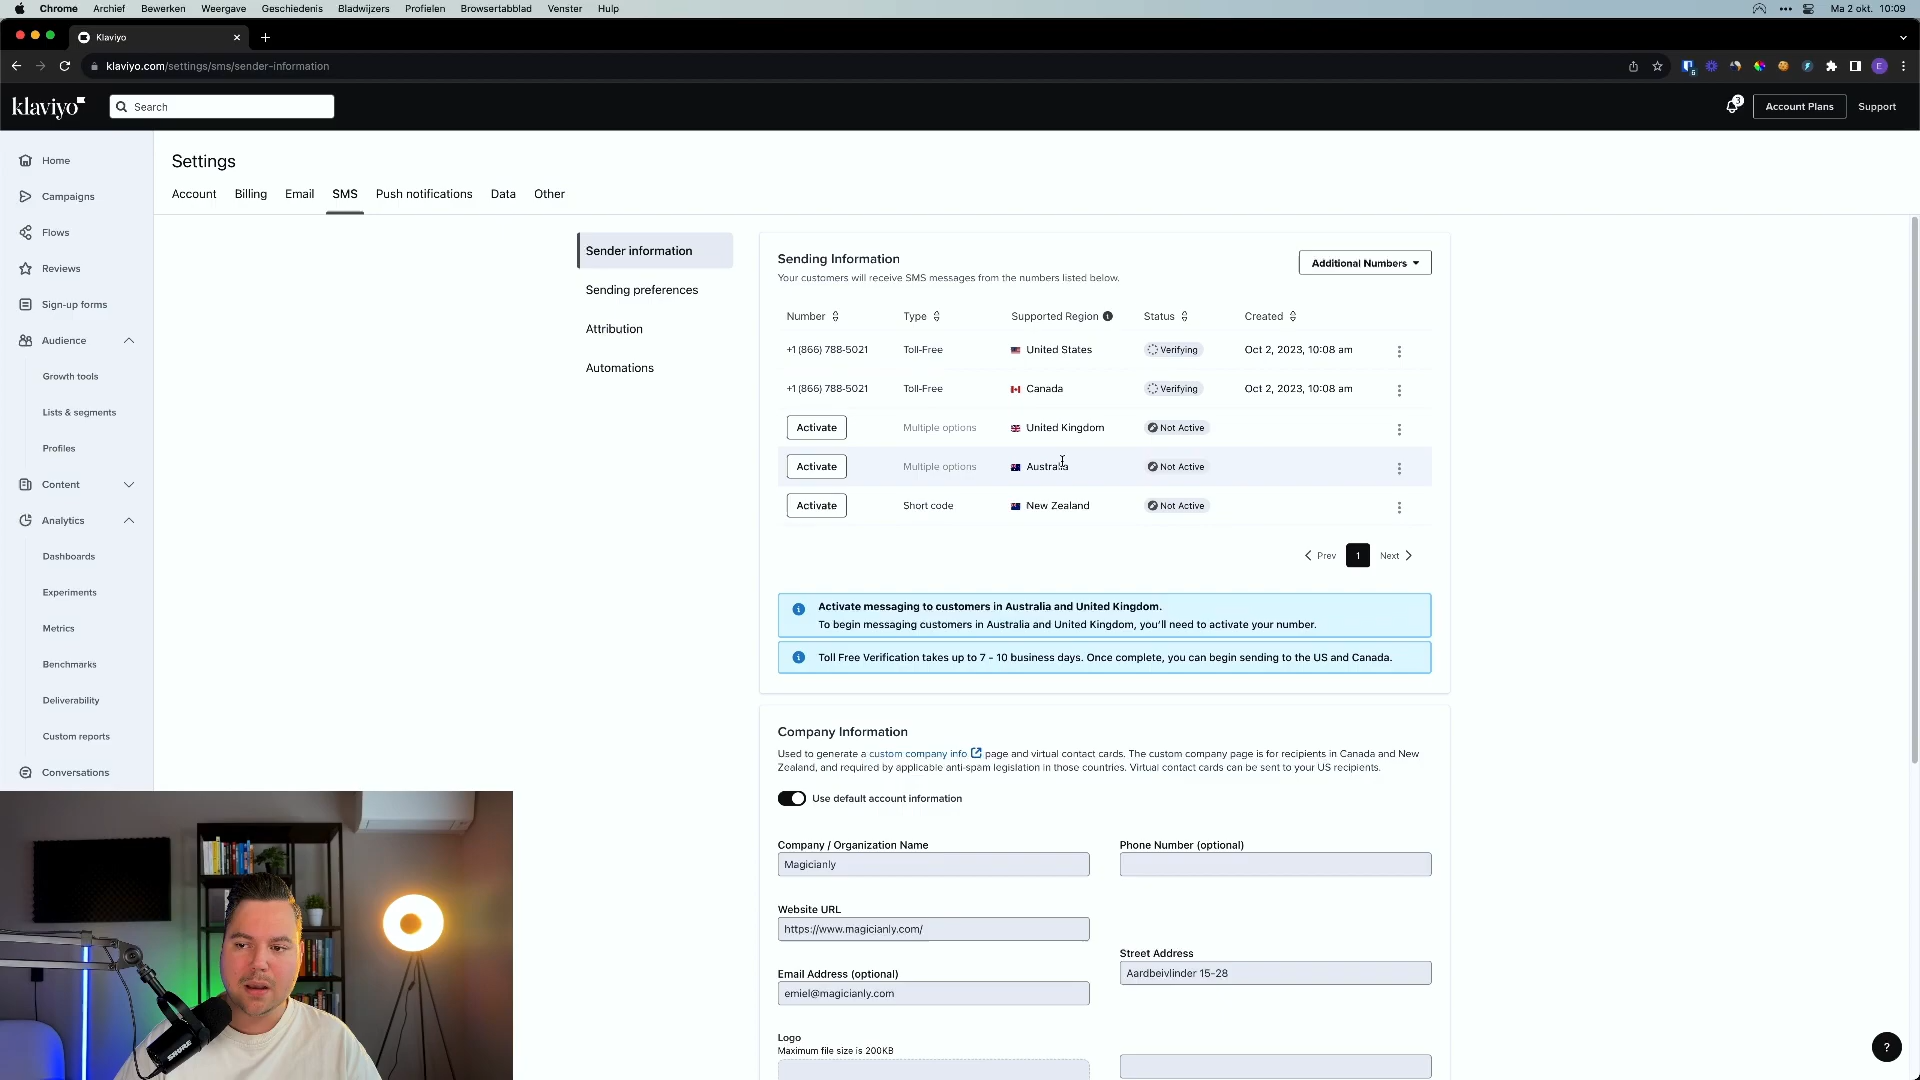 Chrome Archief Bewerken Weergave Geschiedenis Bladwijzers Profielen Browsertabblad Venster Hulp Ma 2 okt. 10:09
Klaviyo
klaviyo.com/settings/sms/sender-information
klaviyo Search 3 Account Plans Support
Home
Campaigns
Flows
Reviews
Sign-up forms
Audience
Growth tools
Lists & segments
Profiles
Content
Analytics
Dashboards
Experiments
Metrics
Benchmarks
Deliverability
Custom reports
Conversations
Settings
Account Billing Email SMS Push notifications Data Other
Sender information
Sending preferences
Attribution
Automations
Sending Information
Your customers will receive SMS messages from the numbers listed below.
Additional Numbers
Number Type Supported Region Status Created
+1 (866) 788-5021 Toll-Free United States Verifying Oct 2, 2023, 10:08 am
+1 (866) 788-5021 Toll-Free Canada Verifying Oct 2, 2023, 10:08 am
Activate Multiple options United Kingdom Not Active
Activate Multiple options Australia Not Active
Activate Short code New Zealand Not Active
Prev 1 Next
Activate messaging to customers in Australia and United Kingdom.
To begin messaging customers in Australia and United Kingdom, you'll need to activate your number.
Toll Free Verification takes up to 7 - 10 business days. Once complete, you can begin sending to the US and Canada.
Company Information
Used to generate a custom company info page and virtual contact cards. The custom company page is for recipients in Canada and New
Zealand, and required by applicable anti-spam legislation in those countries. Virtual contact cards can be sent to your US recipients.
Use default account information
Company / Organization Name
Magicianly
Phone Number (optional)
Website URL
https://www.magicianly.com/
Street Address
Aardbeivlinder 15-28
Email Address (optional)
emiel@magicianly.com
Logo
Maximum file size is 200KB
?
SHURE